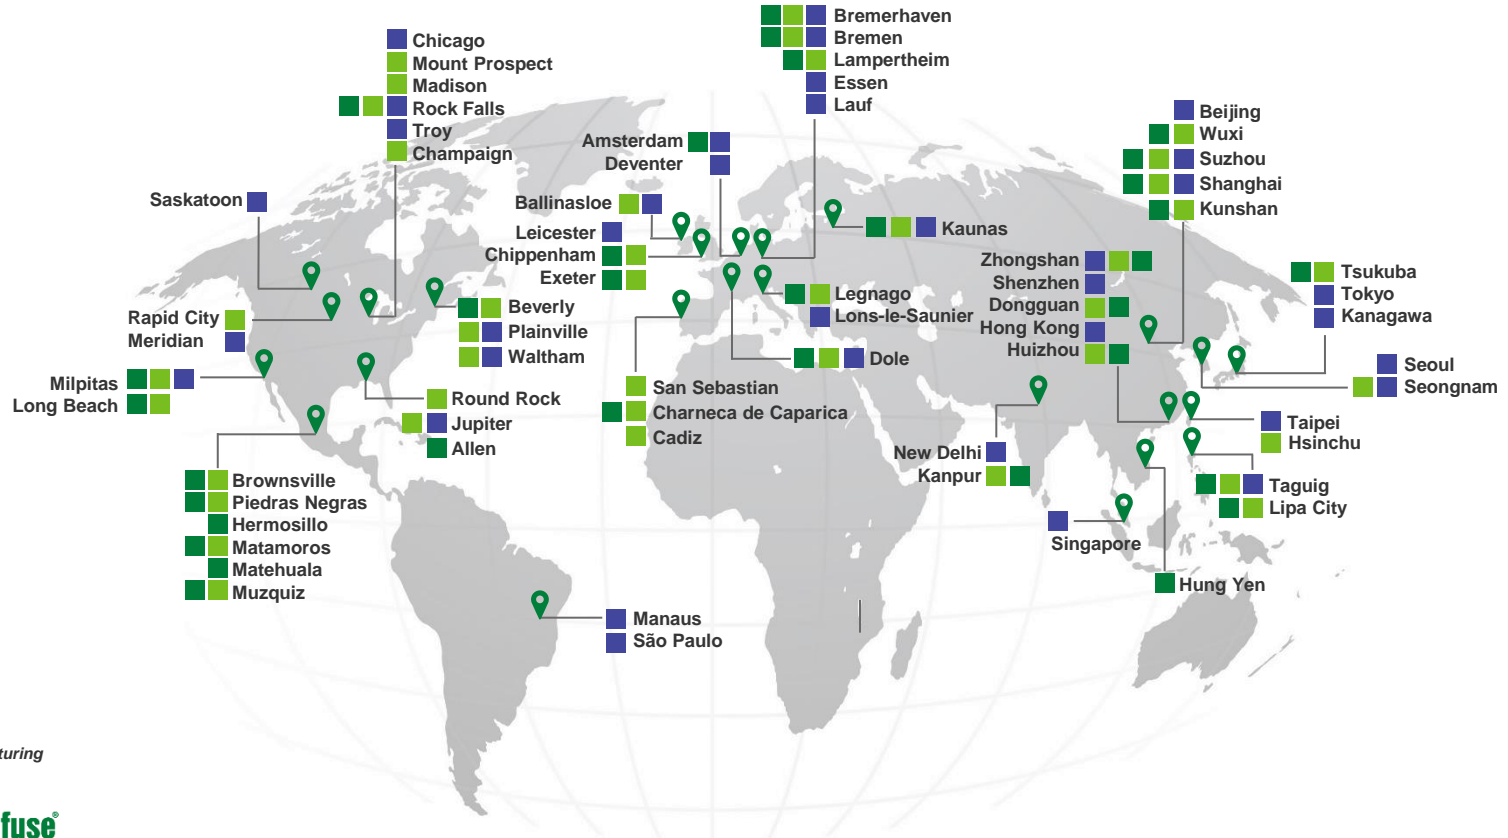 Chicago
Mount Prospect
Madison
Rock Falls
Troy
Champaign
Bremerhaven
Bremen
Lampertheim
Essen
Lauf
Beijing
Wuxi
Suzhou
Shanghai
Kunshan
Amsterdam
Deventer
Saskatoon
Ballinasloe
Leicester
Chippenham
Exeter
Kaunas
Zhongshan
Shenzhen
Dongguan
Hong Kong
Huizhou
Tsukuba
Tokyo
Kanagawa
Rapid City
Meridian
Beverly
Plainville
Waltham
Legnago
Lons-le-Saunier
Dole
Seoul
Seongnam
Milpitas
Long Beach
Round Rock
Jupiter
Allen
San Sebastian
Charneca de Caparica
Cadiz
New Delhi
Kanpur
Taipei
Hsinchu
Taguig
Lipa City
Brownsville
Piedras Negras
Hermosillo
Matamoros
Matehuala
Muzquiz
Singapore
Hung Yen
Manaus
São Paulo
turing
fuse®